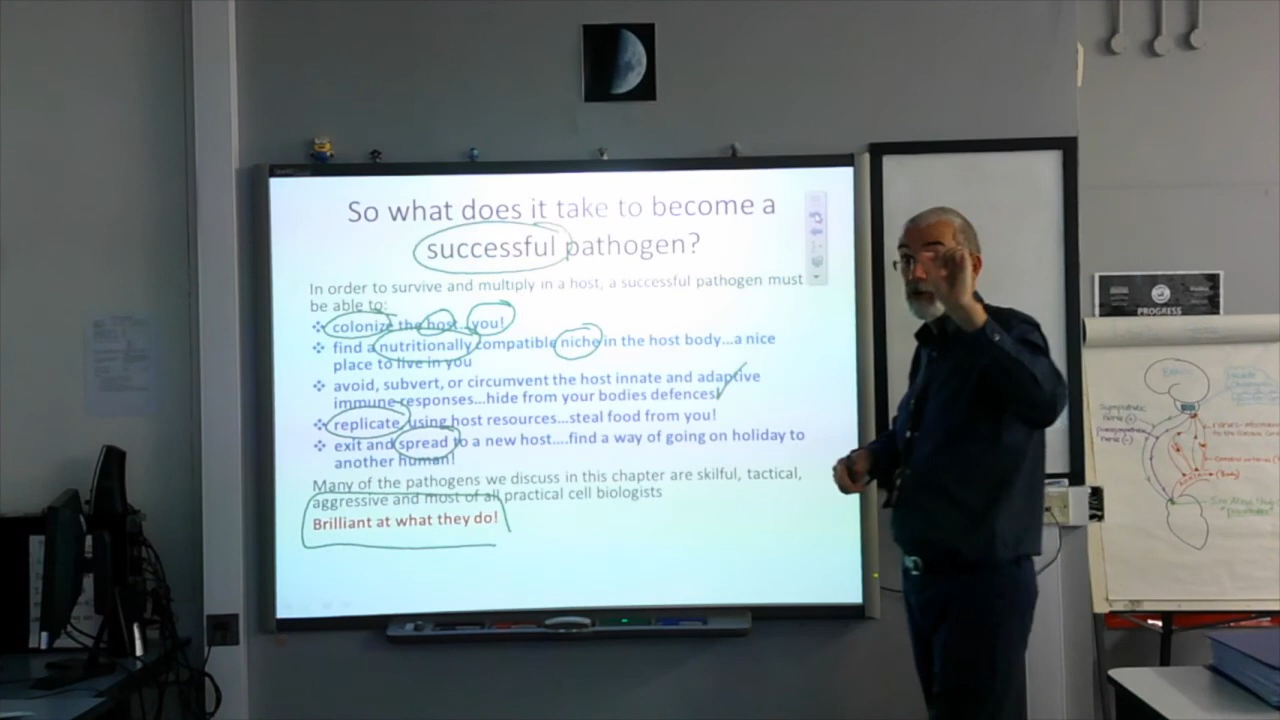 So what does it take to become a
successful pathogen?
In order to survive and multiply in a host, a successful pathogen must
be able to:
❖ colonize the host...you!
❖ find a nutritionally compatible niche in the host body...a nice
place to live in you
❖ avoid, subvert, or circumvent the host innate and adaptive
immune responses...hide from your bodies defences!
❖ replicate, using host resources...steal food from you!
❖ exit and spread to a new host....find a way of going on holiday to
another human!
Many of the pathogens we discuss in this chapter are skilful, tactical,
aggressive and most of all practical cell biologists
Brilliant at what they do!
PROGRESS
Sympathetic
nerve (+)
Parasympathetic
nerve (-)